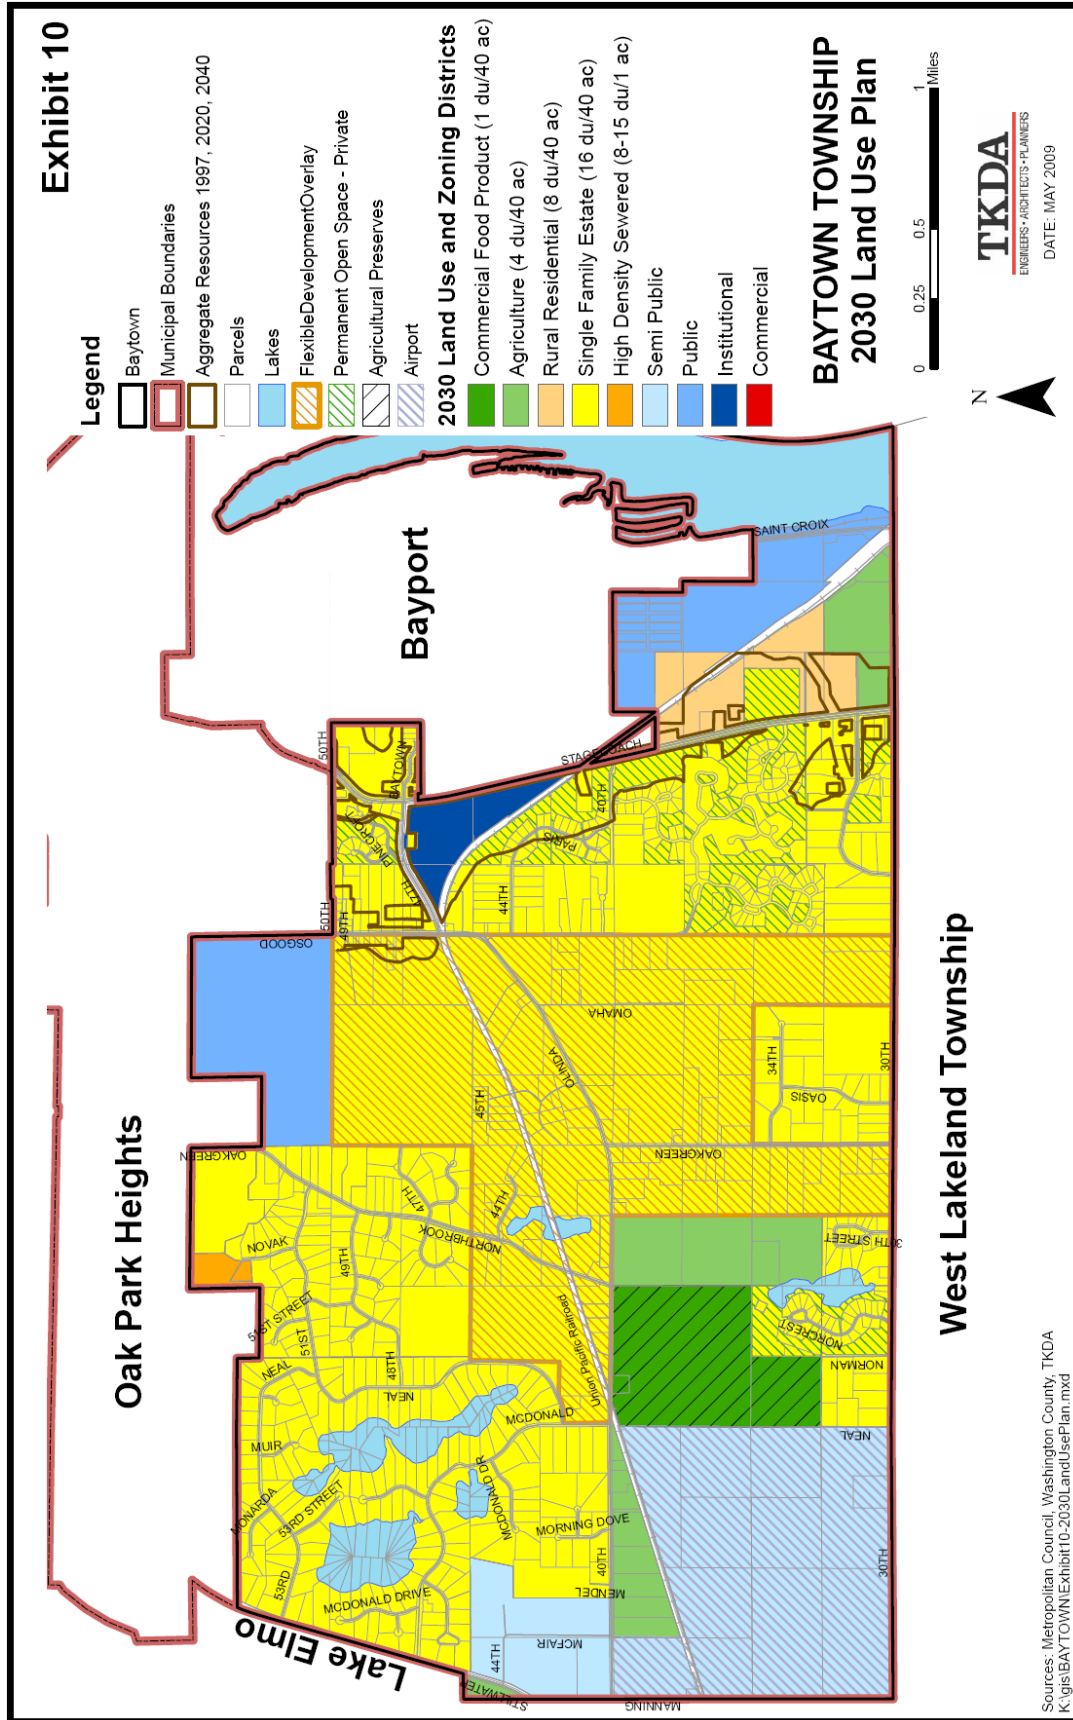 Exhibit 10
Legend
Baytown
Municipal Boundaries
Aggregate Resources 1997, 2020, 2040
Parcels
Lakes
FlexibleDevelopmentOverlay
Permanent Open Space - Private
Agricultural Preserves
Airport
2030 Land Use and Zoning Districts
Commercial Food Product (1 du/40 ac)
Agriculture (4 du/40 ac)
Rural Residential (8 du/40 ac)
Single Family Estate (16 du/40 ac)
High Density Sewered (8-15 du/1 ac)
Semi Public
Public
Institutional
Commercial
BAYTOWN TOWNSHIP
2030 Land Use Plan
0 0.25 0.5 1
Miles
N
TKDA
ENGINEERS • ARCHITECTS • PLANNERS
DATE: MAY 2009
Oak Park Heights
Bayport
Lake Elmo
West Lakeland Township
50TH
BAYTOWN
PINECROFT
47TH
50TH
49TH
OSGOOD
STAGECOACH
40TH
PARIS
44TH
SAINT CROIX
OMAHA
OLINDA
45TH
34TH
OASIS
30TH
OAKGREEN
OAKGREEN
47TH
44TH
NORTHBROOK
NOVAK
49TH
51ST STREET
51ST
48TH
NEAL
NEAL
MUIR
MONARDA
53RD STREET
53RD
MCDONALD DRIVE
MCDONALD DR
MCDONALD
MORNING DOVE
40TH
MENDEL
MCFAIR
44TH
STILLWATER
MANNING
Union Pacific Railroad
30TH STREET
NORCREST
NORMAN
NEAL
30TH
Sources: Metropolitan Council, Washington County, TKDA
K:\gis\BAYTOWN\Exhibit10-2030LandUsePlan.mxd